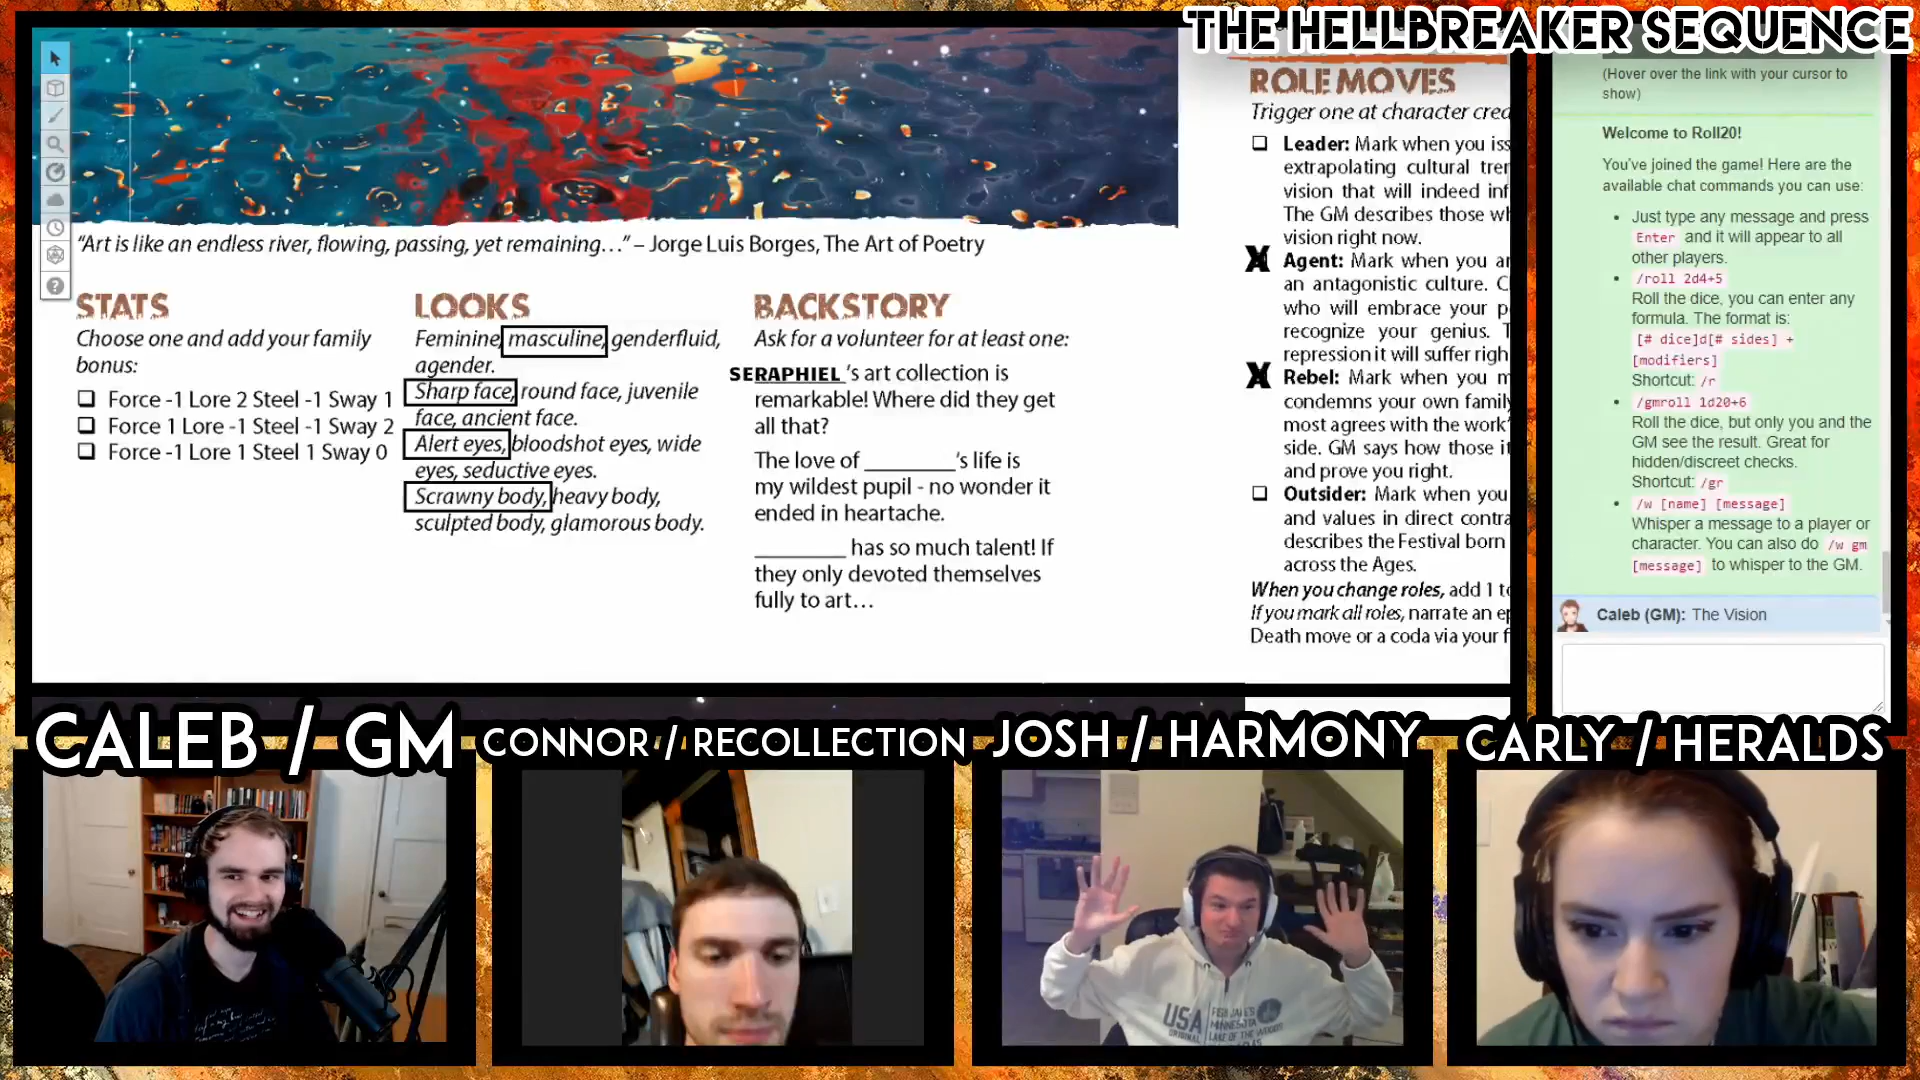 THE HELLBREAKER SEQUENCE
"Art is like an endless river, flowing, passing, yet remaining…" – Jorge Luis Borges, The Art of Poetry
STATS
Choose one and add your family
bonus:
Force -1 Lore 2 Steel -1 Sway 1
Force 1 Lore -1 Steel -1 Sway 2
Force -1 Lore 1 Steel 1 Sway 0
LOOKS
Feminine, masculine, genderfluid,
agender.
Sharp face, round face, juvenile
face, ancient face.
Alert eyes, bloodshot eyes, wide
eyes, seductive eyes.
Scrawny body, heavy body,
sculpted body, glamorous body.
BACKSTORY
Ask for a volunteer for at least one:
SERAPHIEL 's art collection is
remarkable! Where did they get
all that?
The love of _________'s life is
my wildest pupil - no wonder it
ended in heartache.
_________ has so much talent! If
they only devoted themselves
fully to art…
ROLE MOVES
Trigger one at character crea
Leader: Mark when you iss
extrapolating cultural tren
vision that will indeed inf
The GM describes those wh
vision right now.
X Agent: Mark when you ar
an antagonistic culture. C
who will embrace your p
recognize your genius. T
repression it will suffer righ
X Rebel: Mark when you m
condemns your own family
most agrees with the work'
side. GM says how those it
and prove you right.
Outsider: Mark when you
and values in direct contra
describes the Festival born
across the Ages.
When you change roles, add 1 to
If you mark all roles, narrate an ep
Death move or a coda via your f
(Hover over the link with your cursor to
show)
Welcome to Roll20!
You've joined the game! Here are the
available chat commands you can use:
Just type any message and press
Enter and it will appear to all
other players.
/roll 2d4+5
Roll the dice, you can enter any
formula. The format is:
[# dice]d[# sides] +
[modifiers]
Shortcut: /r
/gmroll 1d20+6
Roll the dice, but only you and the
GM see the result. Great for
hidden/discreet checks.
Shortcut: /gr
/w [name] [message]
Whisper a message to a player or
character. You can also do /w gm
[message] to whisper to the GM.
Caleb (GM): The Vision
CALEB / GM
CONNOR / RECOLLECTION
JOSH / HARMONY
CARLY / HERALDS
USA
ORIGINAL
MINNESOTA
LAKE OF THE WOODS